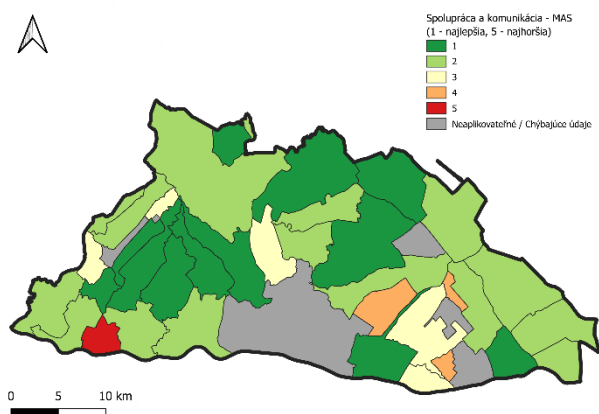 Spolupráca a komunikácia - MAS
(1 - najlepšia, 5 - najhoršia)
1
2
3
4
5
Neaplikovateľné / Chýbajúce údaje
0 5 10 km